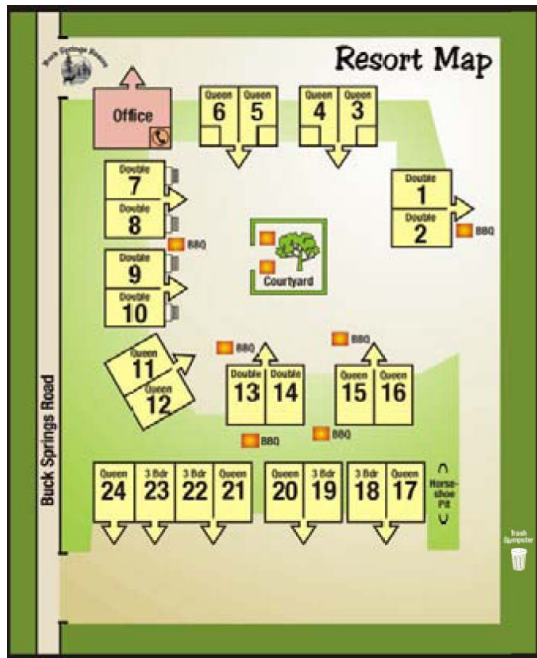 Buck Springs Resort
Resort Map
Office
Queen
6
Queen
5
Queen
4
Queen
3
Double
7
Double
8
BBQ
Double
9
Double
10
Double
1
Double
2
BBQ
Courtyard
Queen
11
Queen
12
BBQ
Double
13
Double
14
BBQ
Queen
15
Queen
16
BBQ
BBQ
Queen
24
3 Bdr
23
3 Bdr
22
Queen
21
Queen
20
3 Bdr
19
3 Bdr
18
Queen
17
Horse-
shoe
Pit
Trash
Dumpster
Buck Springs Road